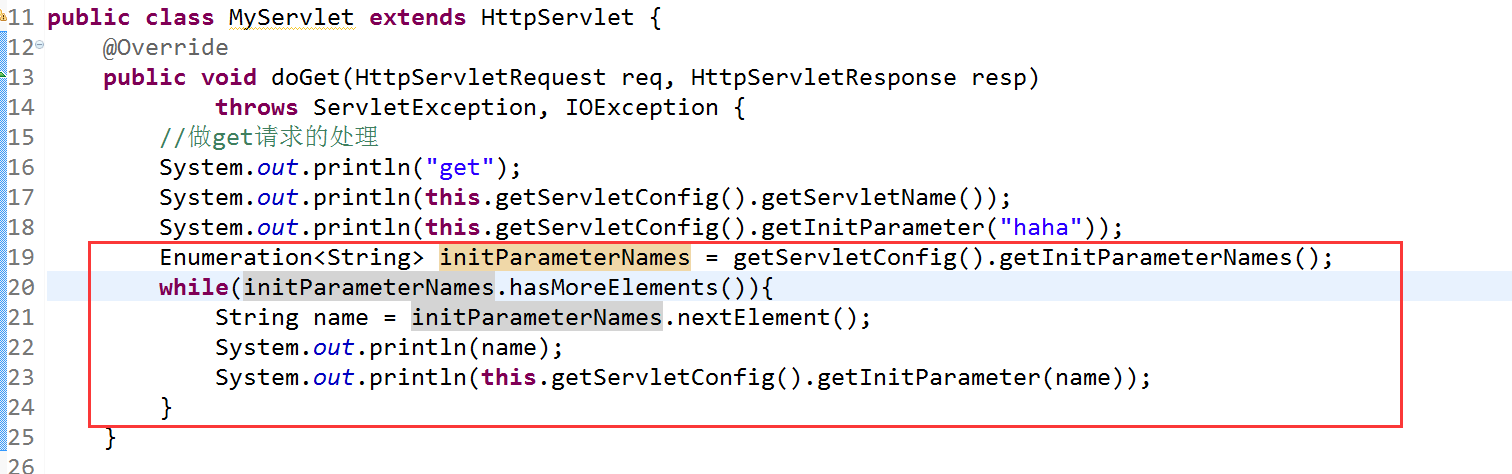 11 public class MyServlet extends HttpServlet {
12 @Override
13 public void doGet(HttpServletRequest req, HttpServletResponse resp)
14 throws ServletException, IOException {
15 //做get请求的处理
16 System.out.println("get");
17 System.out.println(this.getServletConfig().getServletName());
18 System.out.println(this.getServletConfig().getInitParameter("haha"));
19 Enumeration<String> initParameterNames = getServletConfig().getInitParameterNames();
20 while(initParameterNames.hasMoreElements()){
21 String name = initParameterNames.nextElement();
22 System.out.println(name);
23 System.out.println(this.getServletConfig().getInitParameter(name));
24 }
25 }
26